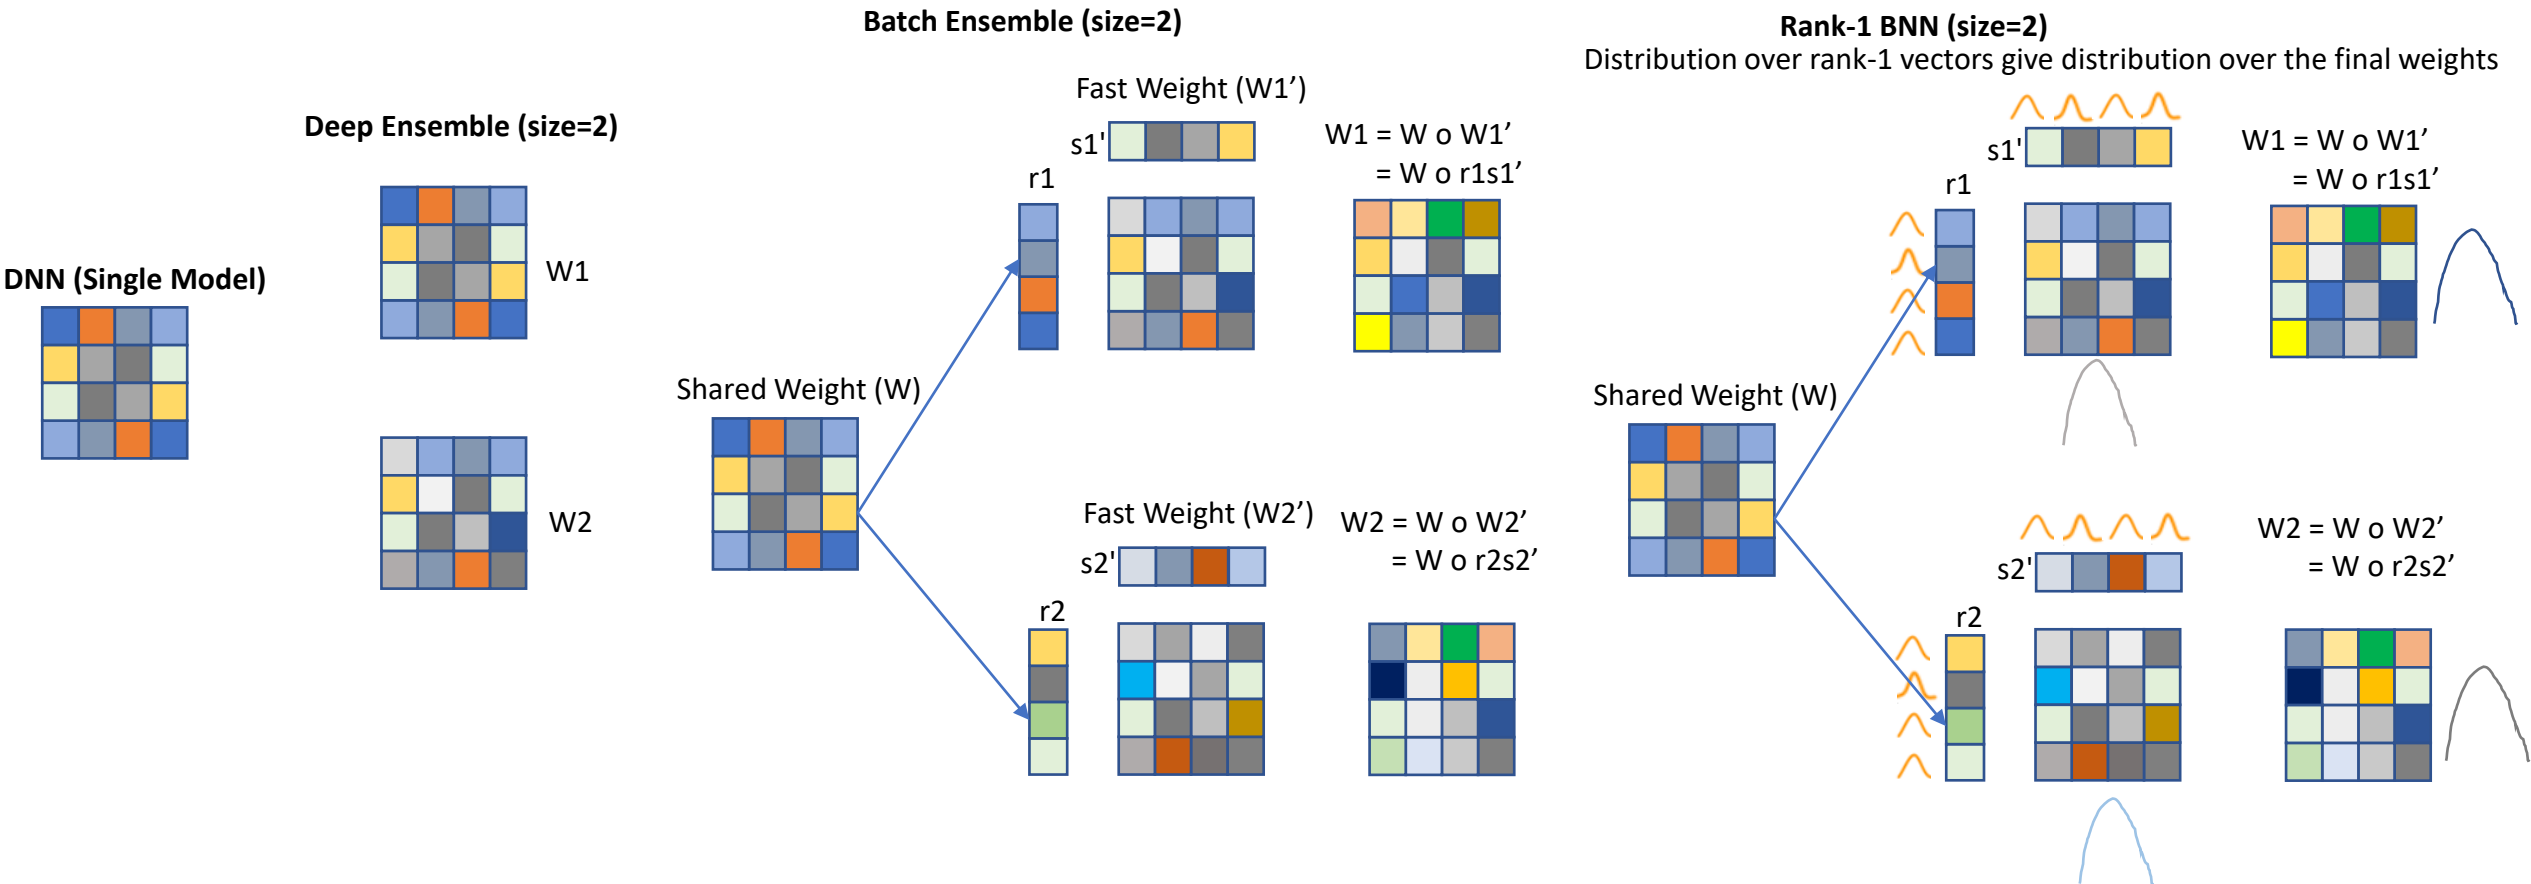 DNN (Single Model)
Deep Ensemble (size=2)
W1
W2
Batch Ensemble (size=2)
Shared Weight (W)
Fast Weight (W1’)
s1'
r1
W1 = W o W1’
= W o r1s1’
Fast Weight (W2’)
s2'
r2
W2 = W o W2’
= W o r2s2’
Rank-1 BNN (size=2)
Distribution over rank-1 vectors give distribution over the final weights
Shared Weight (W)
s1'
r1
W1 = W o W1’
= W o r1s1’
s2'
r2
W2 = W o W2’
= W o r2s2’